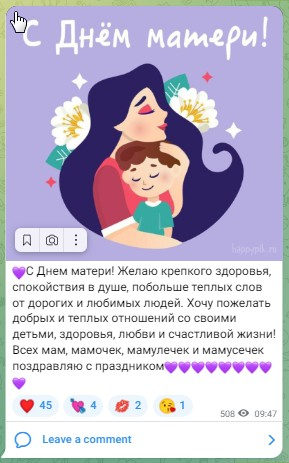 С Днём матери!
happypik.ru
💜С Днем матери! Желаю крепкого здоровья,
спокойствия в душе, побольше теплых слов
от дорогих и любимых людей. Хочу пожелать
добрых и теплых отношений со своими
детьми, здоровья, любви и счастливой жизни!
Всех мам, мамочек, мамулечек и мамусечек
поздравляю с праздником💜💜💜💜💜💜💜💜
💜
❤️ 45 💘 4 💋 2 😘 1
508 09:47
Leave a comment